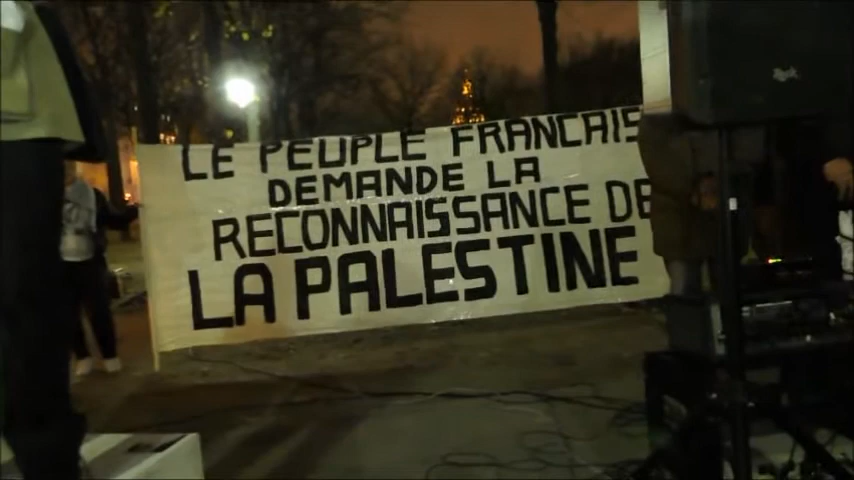 LE PEUPLE FRANCAIS
DEMANDE LA
RECONNAISSANCE DE
LA PALESTINE